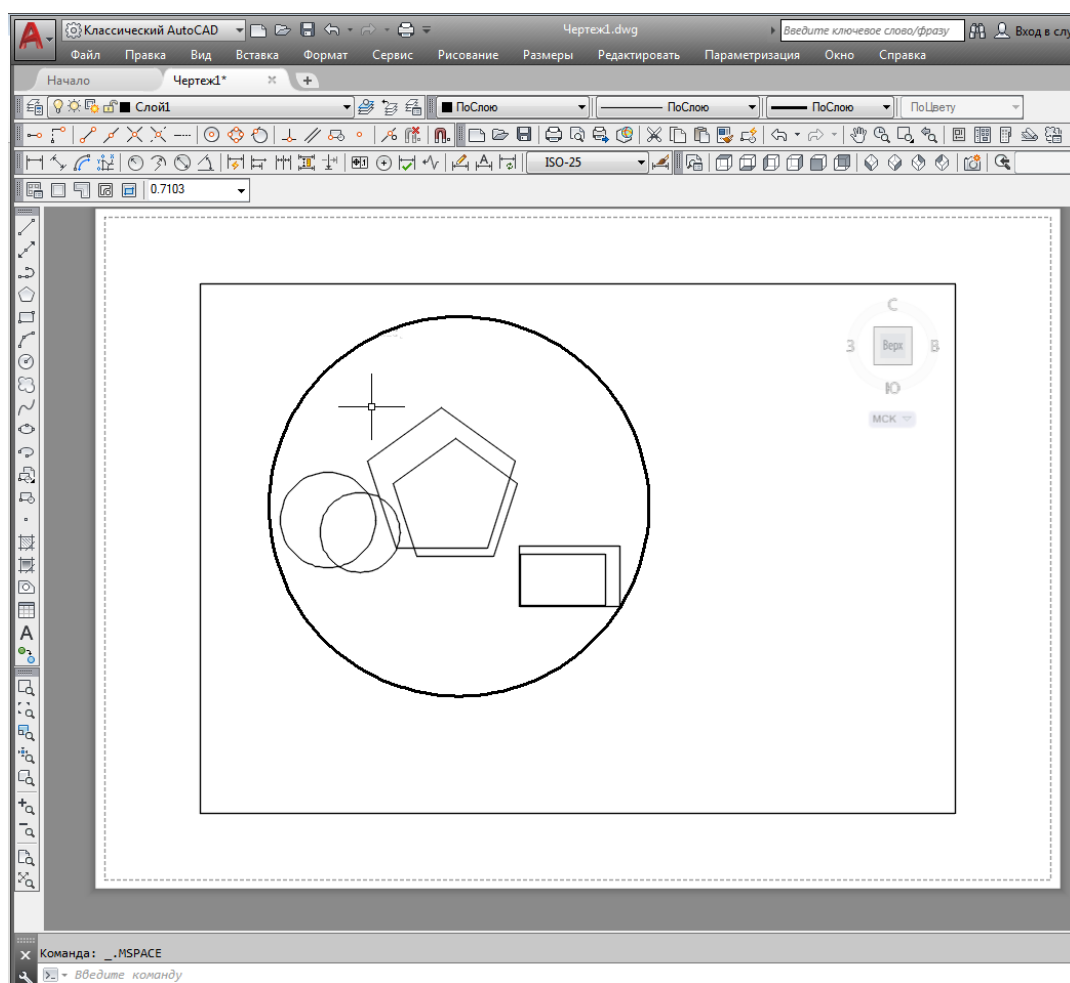 Классический AutoCAD
Чертеж1.dwg
Введите ключевое слово/фразу
Вход в слу
Файл Правка Вид Вставка Формат Сервис Рисование Размеры Редактировать Параметризация Окно Справка
Начало Чертеж1* +
Слой1 ПоСлою ПоСлою ПоСлою ПоЦвету
ISO-25
0.7103
С
З Верх В
Ю
МСК
A
Команда: _.MSPACE
Введите команду